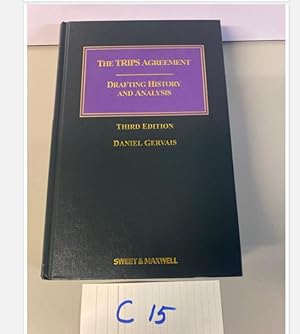 THE TRIPS AGREEMENT
DRAFTING HISTORY
AND ANALYSIS
THIRD EDITION
DANIEL GERVAIS
SWEET & MAXWELL
C 15